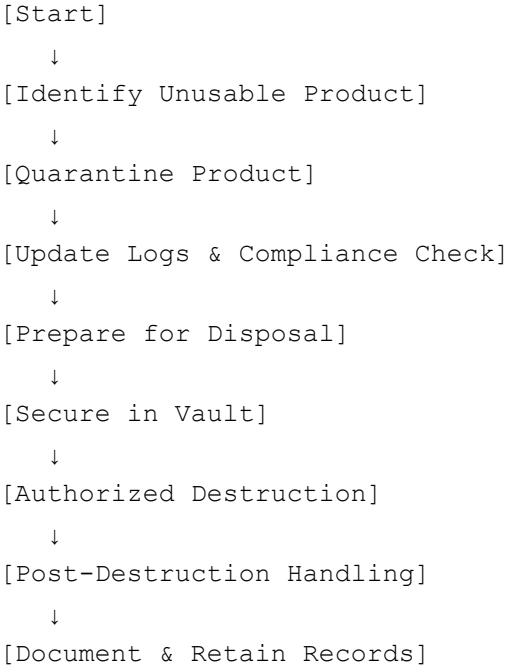 [Start]
↓
[Identify Unusable Product]
↓
[Quarantine Product]
↓
[Update Logs & Compliance Check]
↓
[Prepare for Disposal]
↓
[Secure in Vault]
↓
[Authorized Destruction]
↓
[Post-Destruction Handling]
↓
[Document & Retain Records]